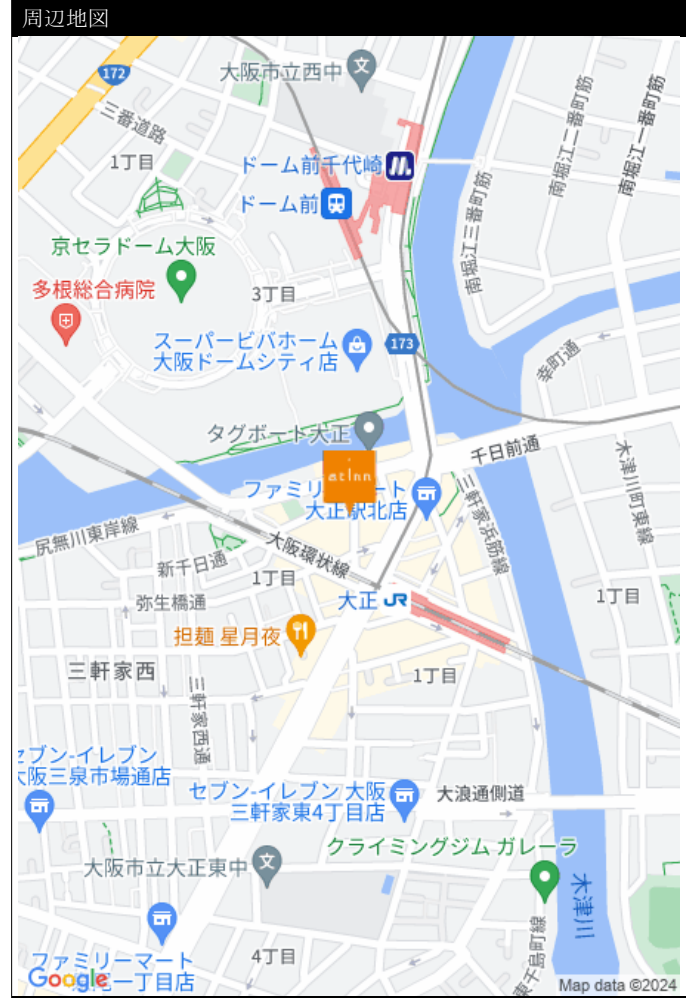 周辺地図
172
大阪市立西中
三番道路
1丁目
ドーム前千代崎
ドーム前
南堀江三番町筋
南堀江二番町筋
南堀江一番町筋
京セラドーム大阪
多根総合病院
3丁目
スーパービバホーム
大阪ドームシティ店
173
幸町通
タグボート大正
千日前通
at inn
ファミリ
ート
大正駅北店
三軒家浜筋線
木津川町東線
尻無川東岸線
大阪環状線
新千日通
1丁目
弥生橋通
大正 JR
1丁目
担麺 星月夜
三軒家西
三軒家西通
1丁目
セブン-イレブン
大阪三泉市場通店
セブン-イレブン 大阪
三軒家東4丁目店
大浪通側道
クライミングジム ガレーラ
大阪市立大正東中
木津川
東千島町線
ファミリーマート
一丁目店
4丁目
Google
Map data ©2024